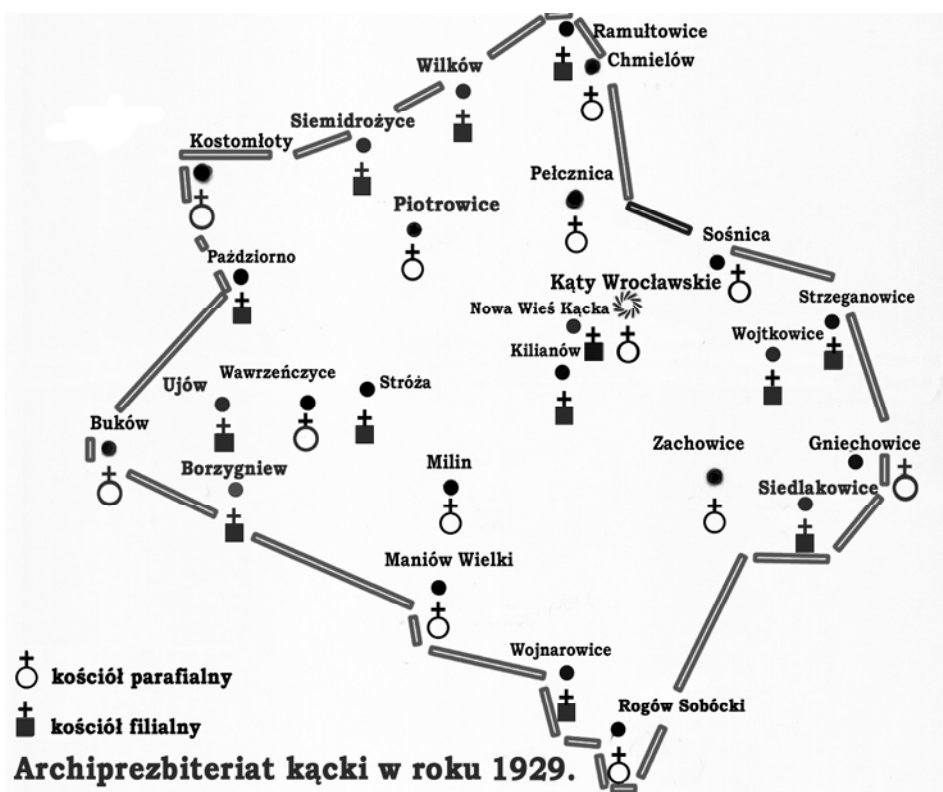 Ramułtowice
Chmielów
Wilków
Siemidrożyce
Kostomłoty
Pełcznica
Piotrowice
Sośnica
Pażdziorno
Kąty Wrocławskie
Strzeganowice
Nowa Wieś Kącka
Wojtkowice
Kilianów
Wawrzeńczyce
Stróża
Ujów
Buków
Zachowice
Gniechowice
Milin
Borzygniew
Siedlakowice
Maniów Wielki
Wojnarowice
kościół parafialny
Rogów Sobócki
kościół filialny
Archiprezbiteriat kącki w roku 1929.